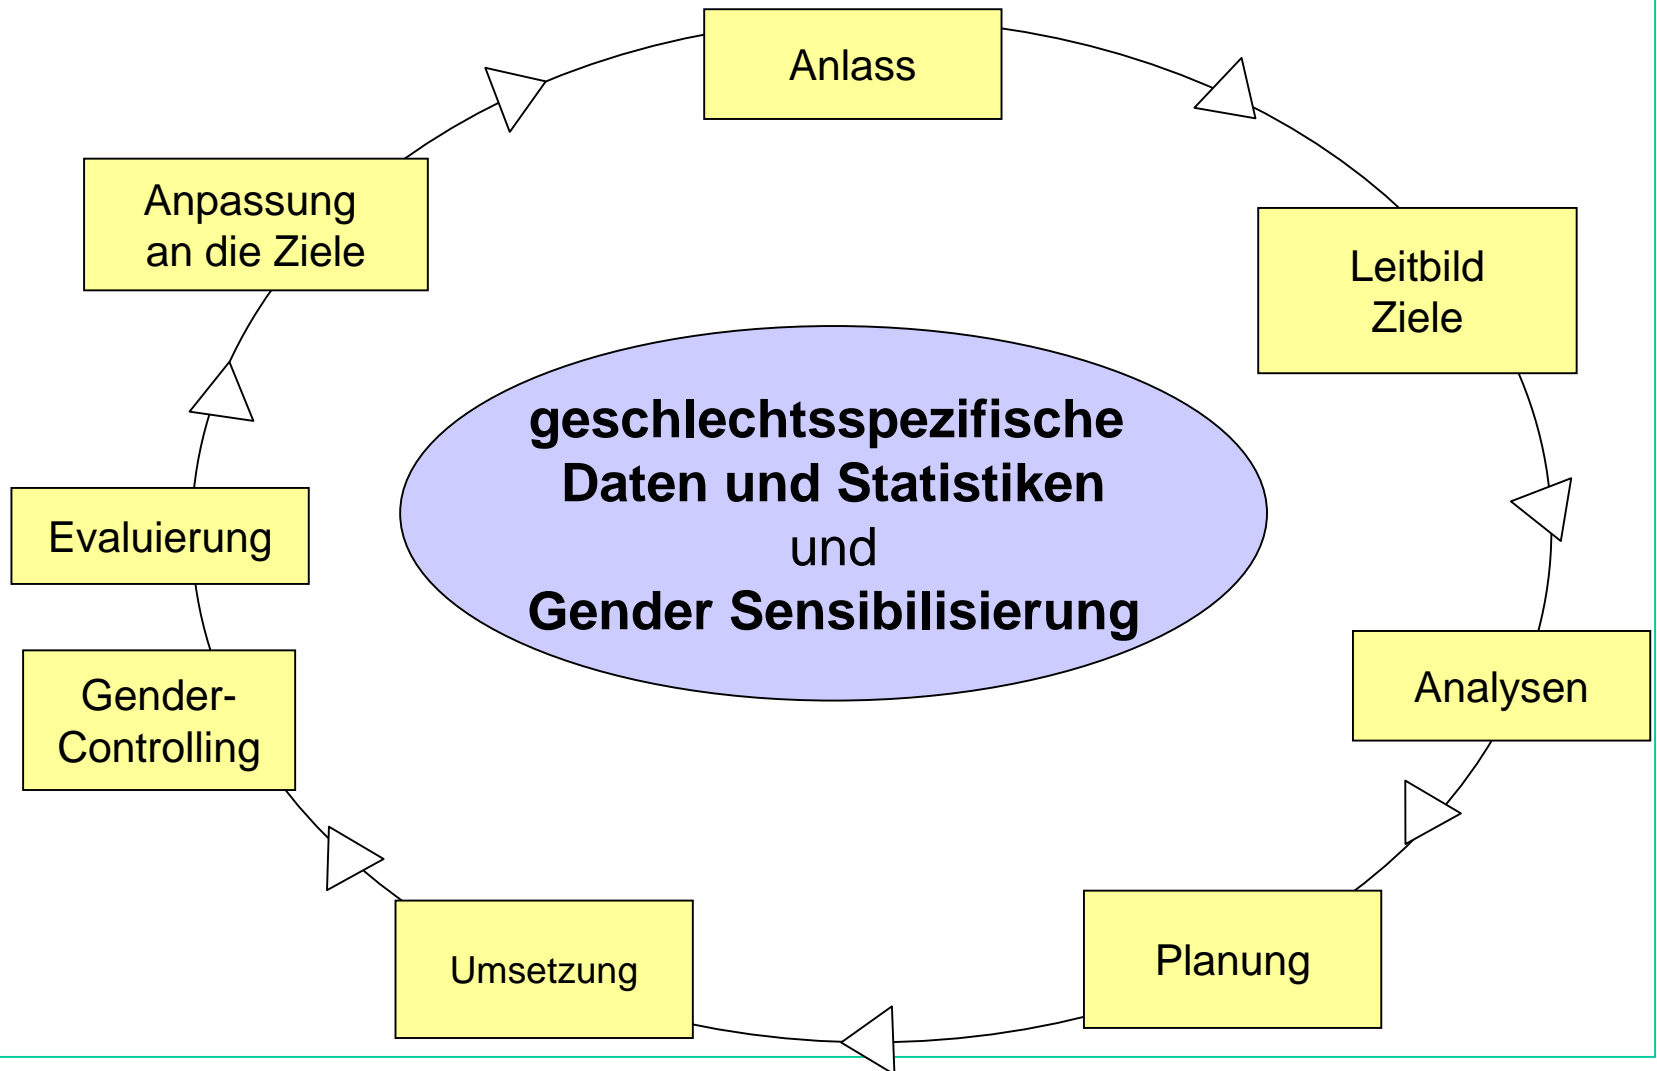 Anlass
Leitbild
Ziele
Analysen
Planung
Umsetzung
Gender-
Controlling
Evaluierung
Anpassung
an die Ziele
geschlechtsspezifische
Daten und Statistiken
und
Gender Sensibilisierung